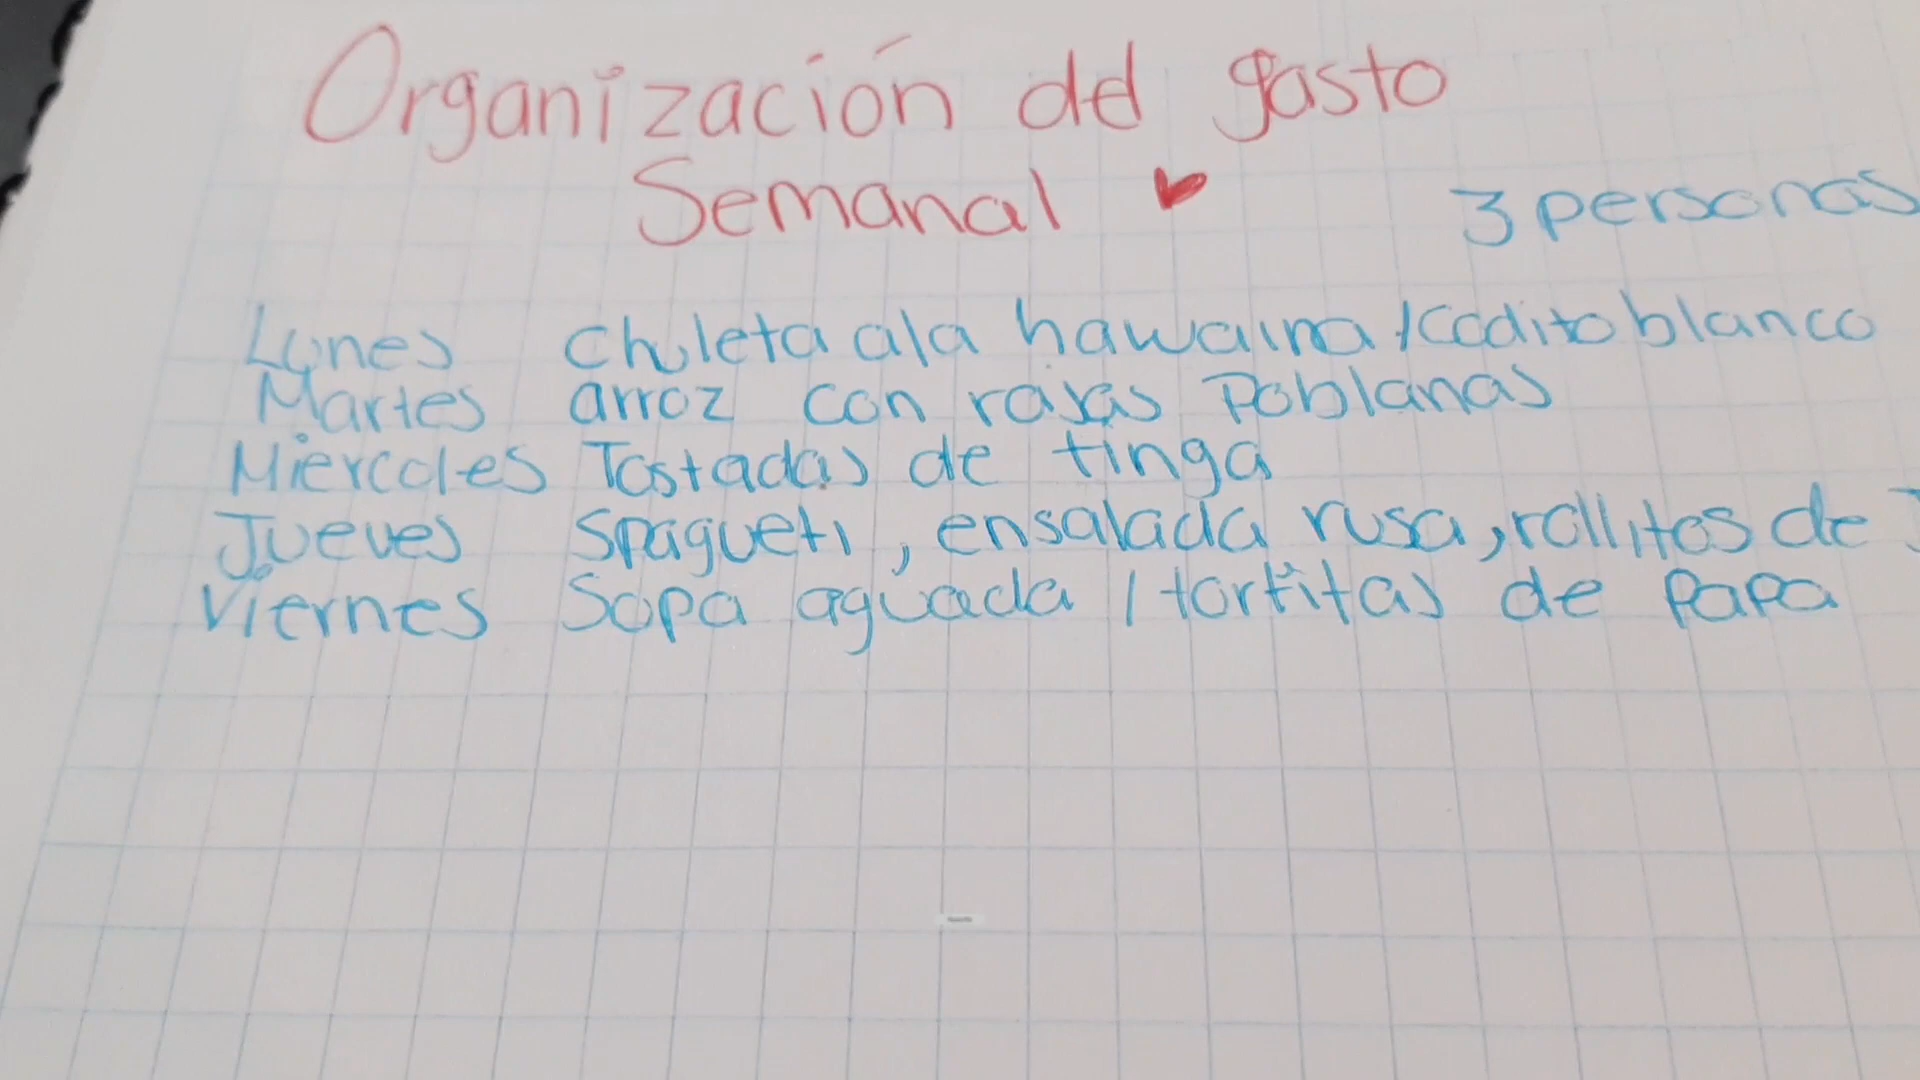 Organización del gasto
Semanal
3 personas
Lunes chuleta ala hawaina / Codito blanco
Martes arroz con rajas Poblanas
Miercoles Tostadas de tinga
Jueves Spagueti, ensalada rusa, rollitos de
Viernes Sopa aguada / tortitas de papa